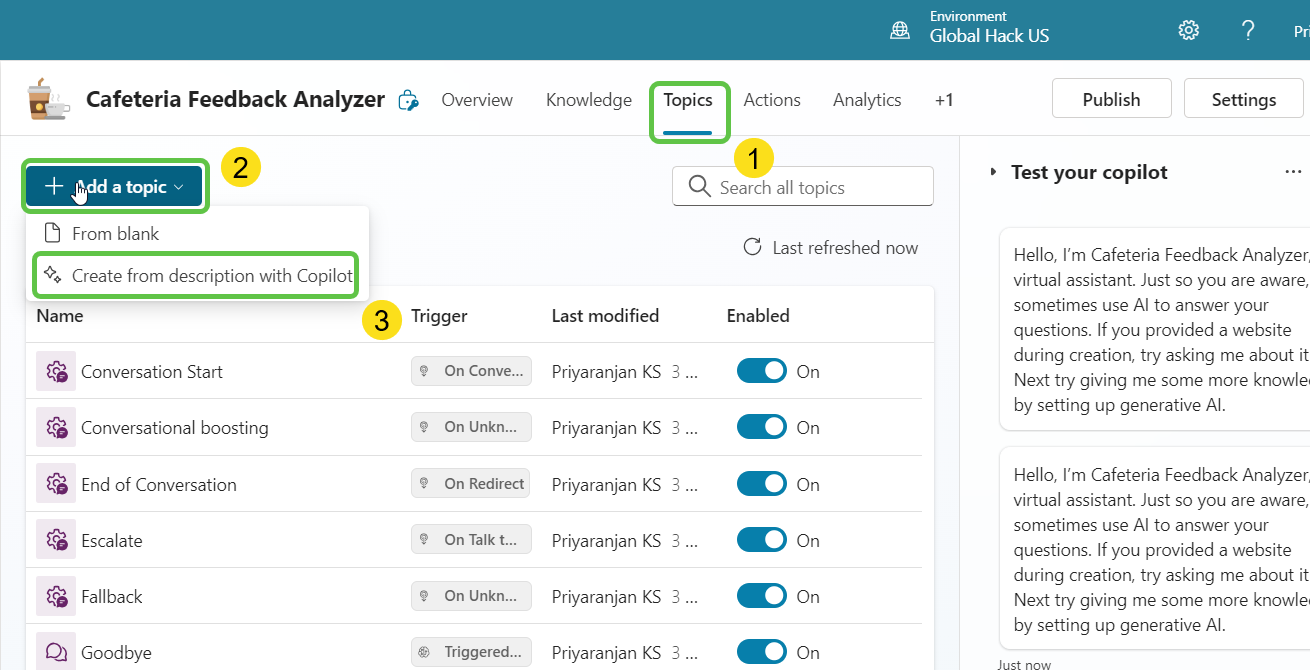 Environment
Global Hack US
Pri
Cafeteria Feedback Analyzer
Overview
Knowledge
Topics
Actions
Analytics
+1
Publish
Settings
1
2
Add a topic
Search all topics
From blank
Create from description with Copilot
Last refreshed now
3
Name Trigger Last modified Enabled
Conversation Start On Conve... Priyaranjan KS 3 ... On
Conversational boosting On Unkn... Priyaranjan KS 3 ... On
End of Conversation On Redirect Priyaranjan KS 3 ... On
Escalate On Talk t... Priyaranjan KS 3 ... On
Fallback On Unkn... Priyaranjan KS 3 ... On
Goodbye Triggered... Priyaranjan KS 3 ... On
Test your copilot
Hello, I'm Cafeteria Feedback Analyzer,
virtual assistant. Just so you are aware,
sometimes use AI to answer your
questions. If you provided a website
during creation, try asking me about it
Next try giving me some more knowle
by setting up generative AI.
Hello, I'm Cafeteria Feedback Analyzer,
virtual assistant. Just so you are aware,
sometimes use AI to answer your
questions. If you provided a website
during creation, try asking me about it
Next try giving me some more knowle
by setting up generative AI.
Just now